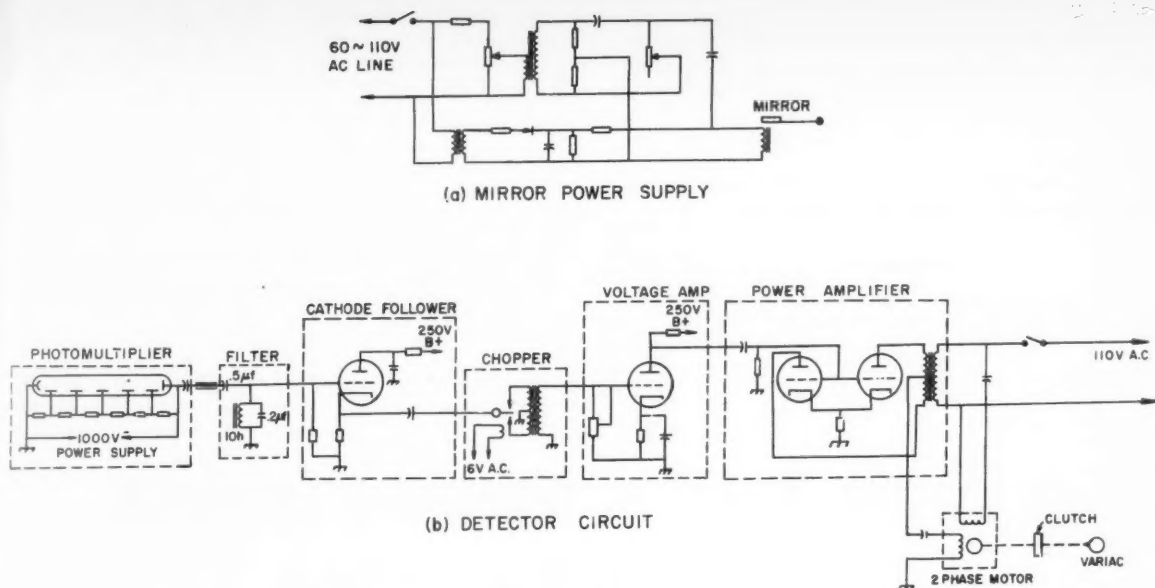 60 ~ 110V
AC LINE
MIRROR
(a) MIRROR POWER SUPPLY
PHOTOMULTIPLIER
1000V
POWER SUPPLY
FILTER
.5µf
.2µf
10h
CATHODE FOLLOWER
250V
B+
CHOPPER
6V A.C.
VOLTAGE AMP
250V
B+
POWER AMPLIFIER
110V A.C
(b) DETECTOR CIRCUIT
CLUTCH
VARIAC
2 PHASE MOTOR